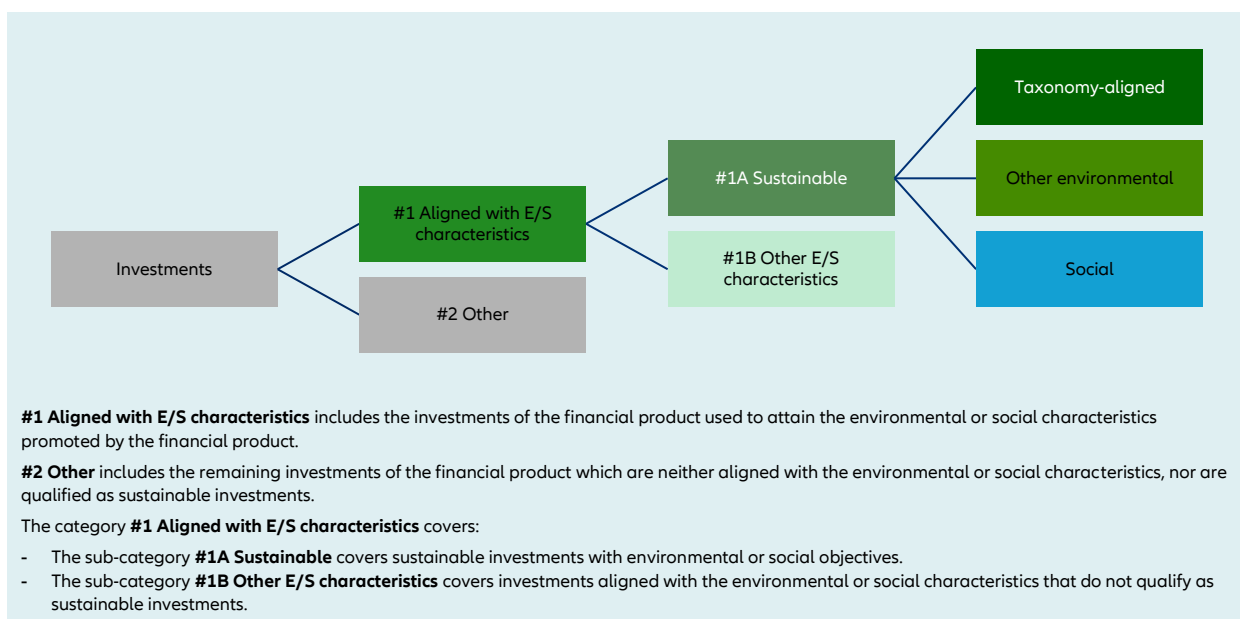 Taxonomy-aligned
#1A Sustainable
Other environmental
#1 Aligned with E/S
characteristics
Investments
#1B Other E/S
characteristics
Social
#2 Other
#1 Aligned with E/S characteristics includes the investments of the financial product used to attain the environmental or social characteristics
promoted by the financial product.
#2 Other includes the remaining investments of the financial product which are neither aligned with the environmental or social characteristics, nor are
qualified as sustainable investments.
The category #1 Aligned with E/S characteristics covers:
- The sub-category #1A Sustainable covers sustainable investments with environmental or social objectives.
- The sub-category #1B Other E/S characteristics covers investments aligned with the environmental or social characteristics that do not qualify as
sustainable investments.